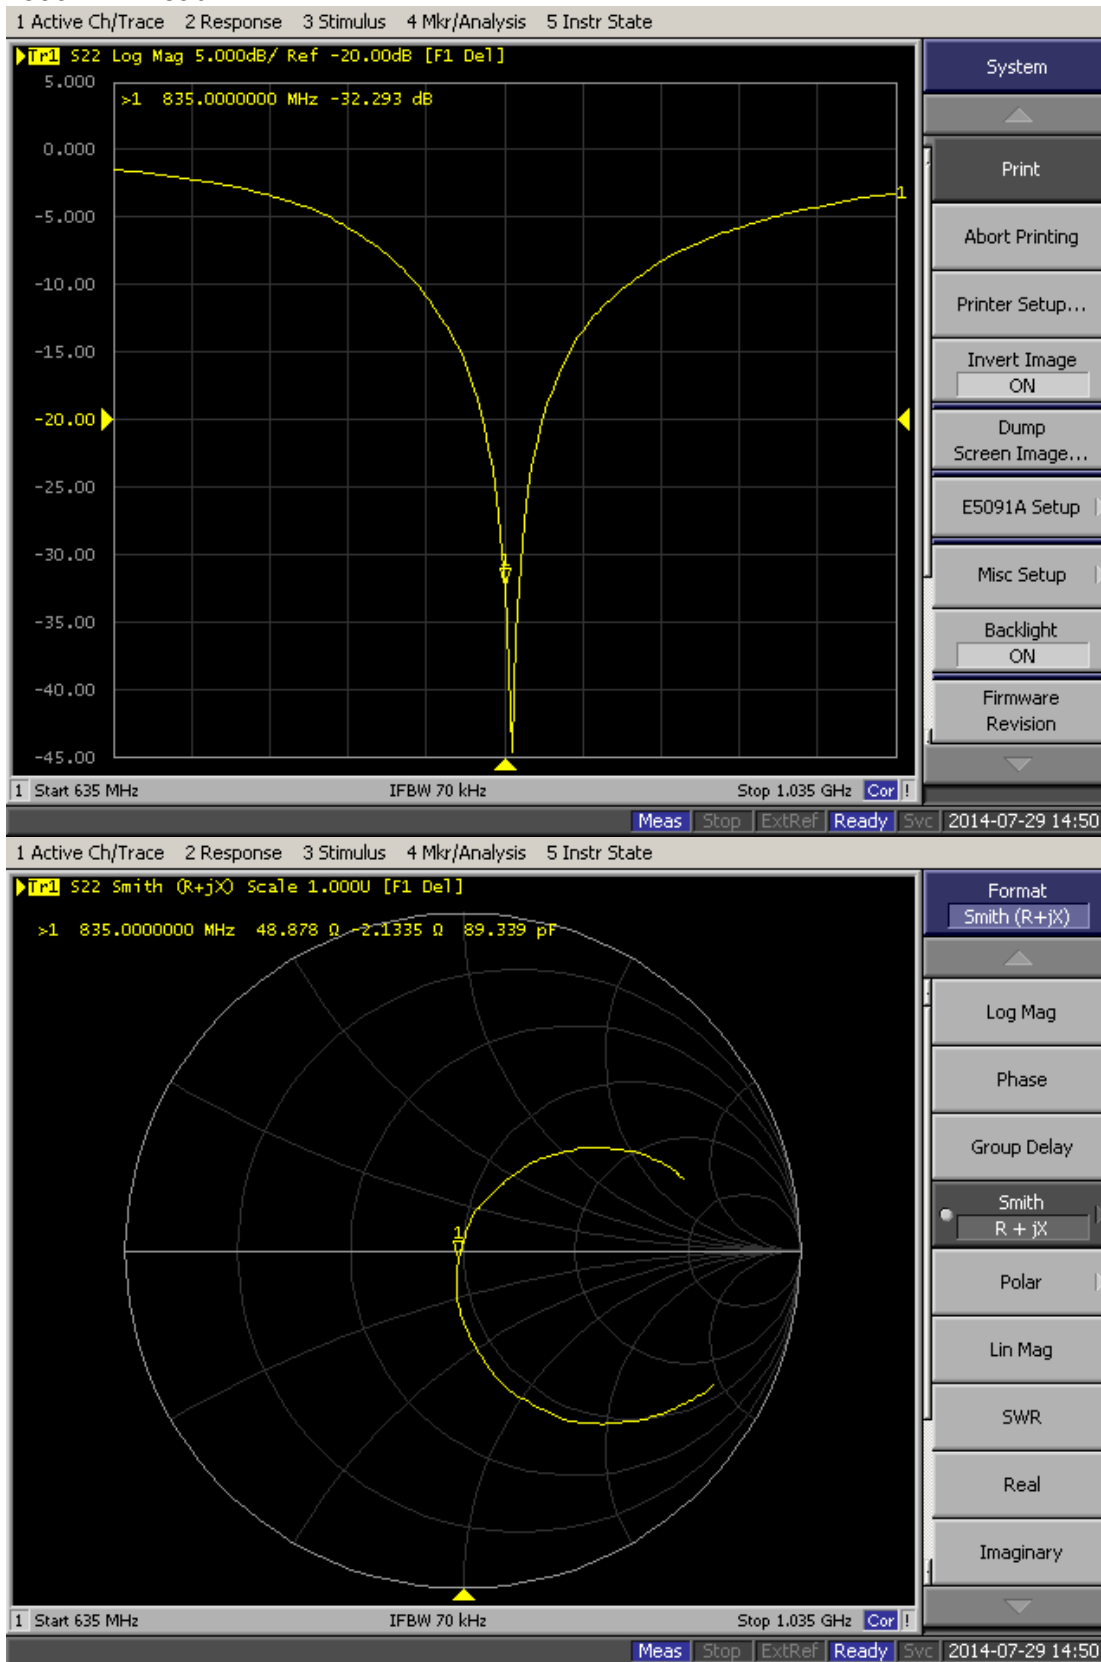 1 Active Ch/Trace 2 Response 3 Stimulus 4 Mkr/Analysis 5 Instr State
Tr1 S22 Log Mag 5.000dB/ Ref -20.00dB [F1 Del]
>1 835.0000000 MHz -32.293 dB
5.000
0.000
-5.000
-10.00
-15.00
-20.00
-25.00
-30.00
-35.00
-40.00
-45.00
1
1
System
Print
Abort Printing
Printer Setup...
Invert Image
ON
Dump
Screen Image...
E5091A Setup
Misc Setup
Backlight
ON
Firmware
Revision
1 Start 635 MHz IFBW 70 kHz Stop 1.035 GHz Cor !
Meas Stop ExtRef Ready Svc 2014-07-29 14:50
1 Active Ch/Trace 2 Response 3 Stimulus 4 Mkr/Analysis 5 Instr State
Tr1 S22 Smith (R+jX) Scale 1.000U [F1 Del]
>1 835.0000000 MHz 48.878 Ω -2.1335 Ω 89.339 pF
1
Format
Smith (R+jX)
Log Mag
Phase
Group Delay
Smith
R + jX
Polar
Lin Mag
SWR
Real
Imaginary
1 Start 635 MHz IFBW 70 kHz Stop 1.035 GHz Cor !
Meas Stop ExtRef Ready Svc 2014-07-29 14:50